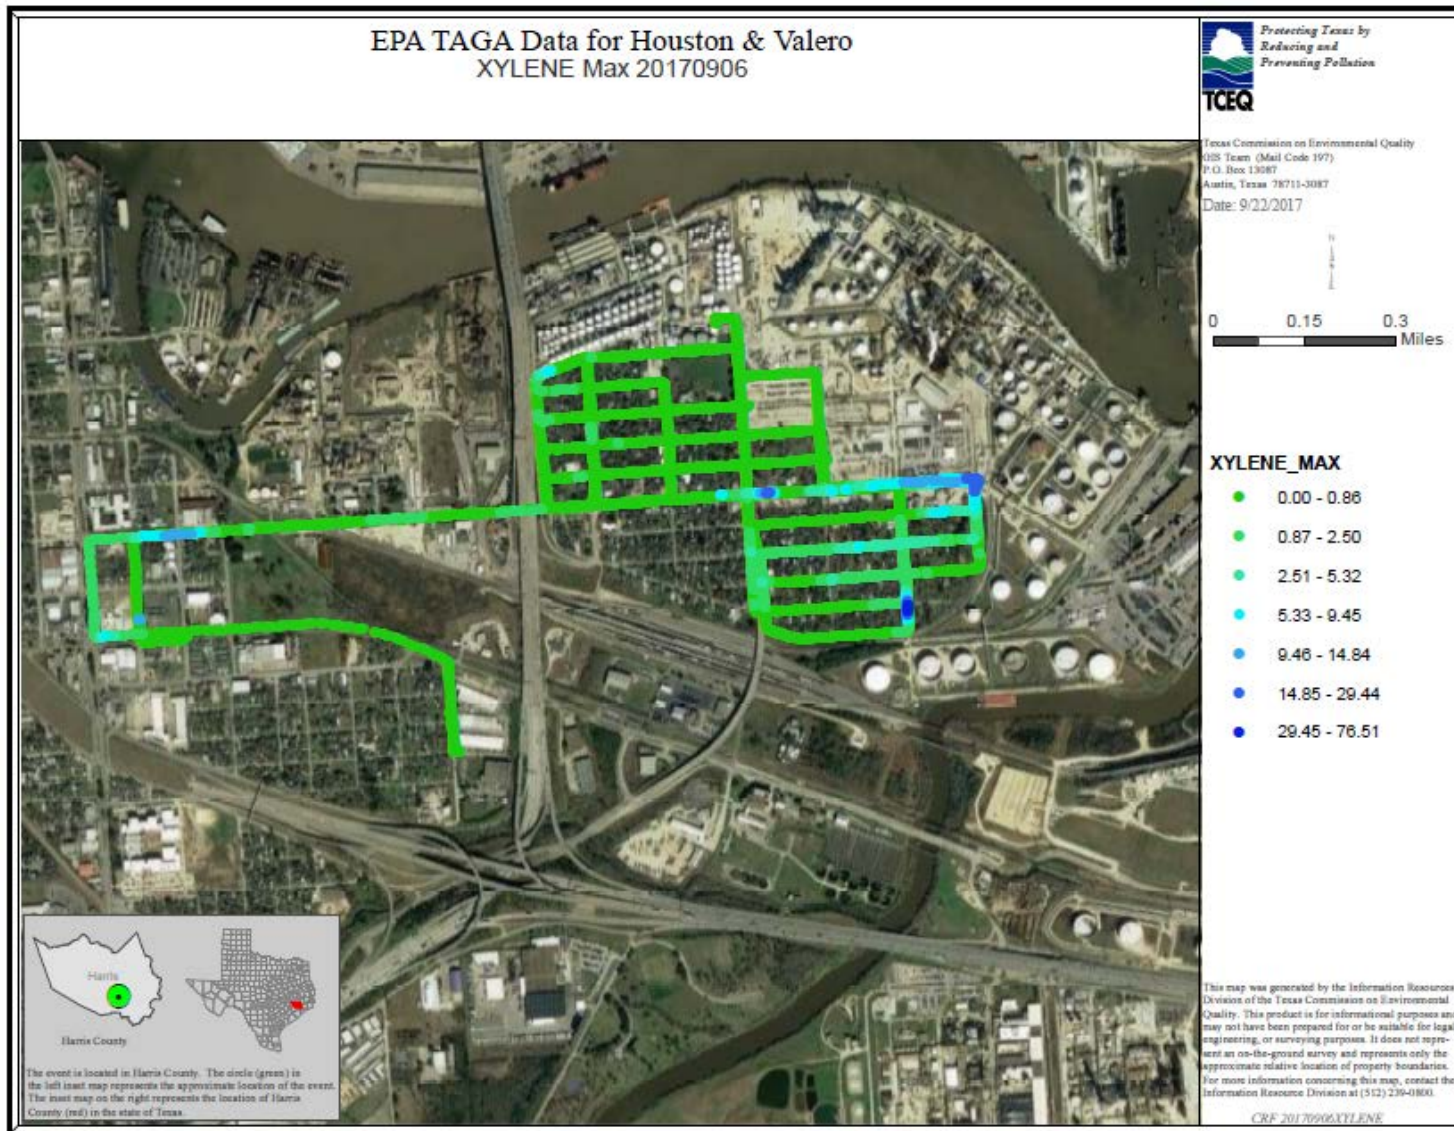 EPA TAGA Data for Houston & Valero
XYLENE Max 20170906
Protecting Texas by
Reducing and
Preventing Pollution
TCEQ
Texas Commission on Environmental Quality
GIS Team (Mail Code 197)
P.O. Box 13087
Austin, Texas 78711-3087
Date: 9/22/2017
N
0 0.15 0.3
Miles
XYLENE_MAX
0.00 - 0.86
0.87 - 2.50
2.51 - 5.32
5.33 - 9.45
9.46 - 14.84
14.85 - 29.44
29.45 - 76.51
Harris
Harris County
The event is located in Harris County. The circle (green) in
the left inset map represents the approximate location of the event.
The inset map on the right represents the location of Harris
County (red) in the state of Texas.
This map was generated by the Information Resources
Division of the Texas Commission on Environmental
Quality. This product is for informational purposes an
may not have been prepared for or be suitable for legal
engineering, or surveying purposes. It does not repre-
sent an on-the-ground survey and represents only the
approximate relative location of property boundaries.
For more information concerning this map, contact the
Information Resource Division at (512) 239-0800.
CRF 20170906XYLENE